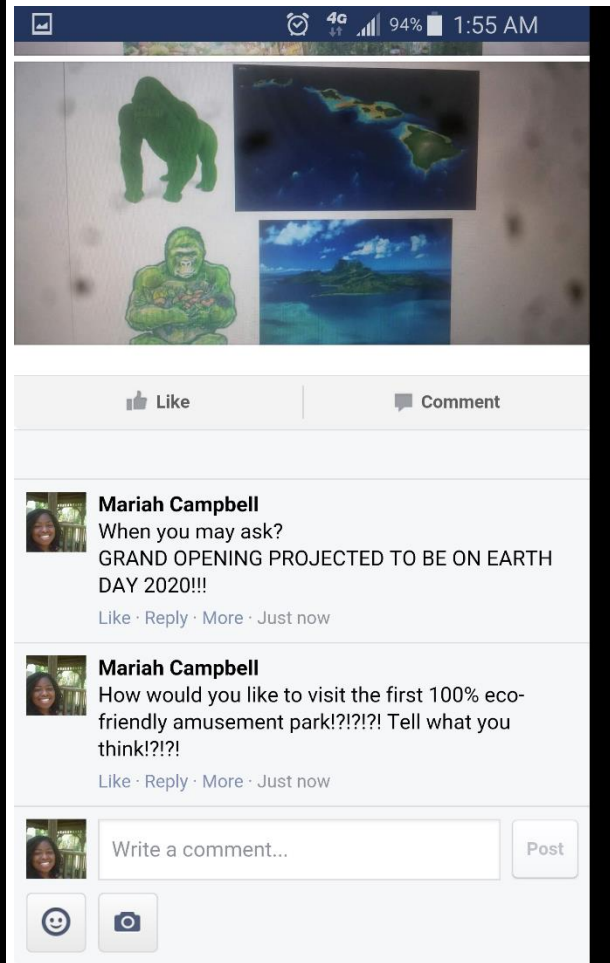 4G 94% 1:55 AM
Like Comment
Mariah Campbell
When you may ask?
GRAND OPENING PROJECTED TO BE ON EARTH
DAY 2020!!!
Like · Reply · More · Just now
Mariah Campbell
How would you like to visit the first 100% eco-
friendly amusement park!?!?!?! Tell what you
think!?!?!
Like · Reply · More · Just now
Write a comment... Post